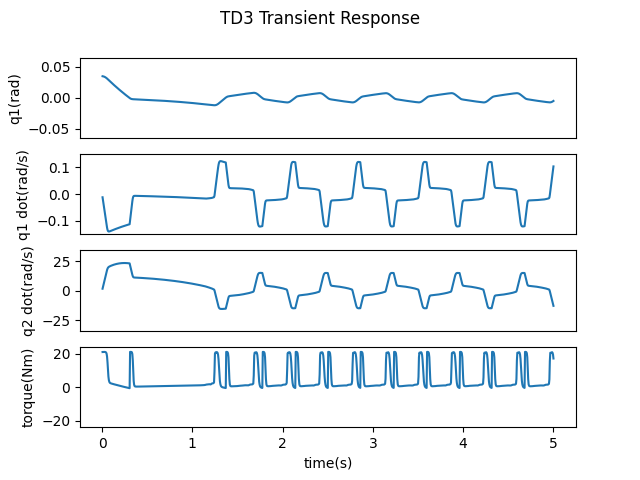 TD3 Transient Response
0.05
0.00
−0.05
q1(rad)
0.1
0.0
−0.1
q1 dot(rad/s)
25
0
−25
q2 dot(rad/s)
20
0
−20
torque(Nm)
0 1 2 3 4 5
time(s)